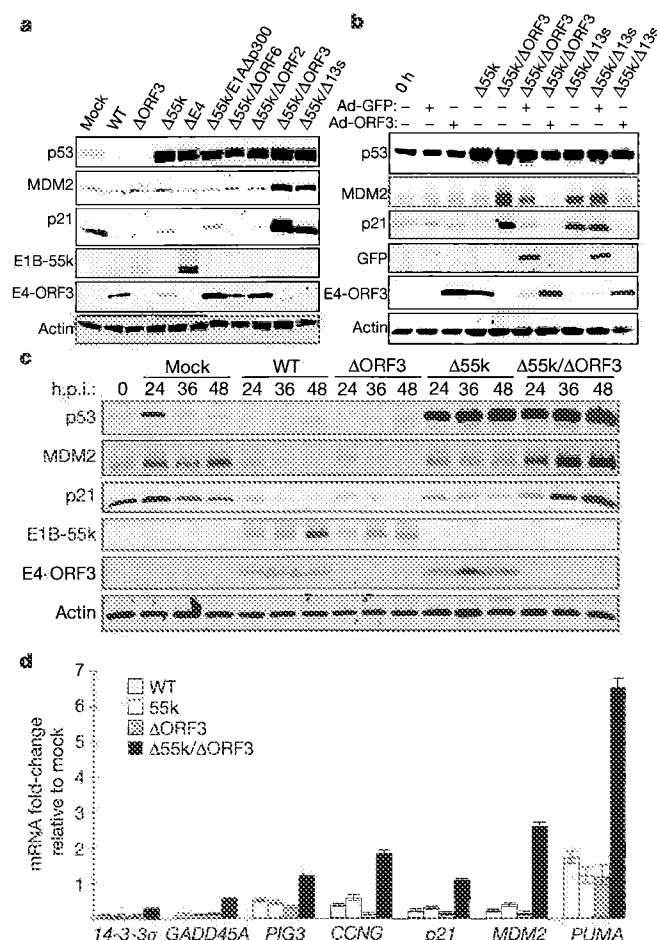 a
Mock
WT
ΔORF3
Δ55k
ΔE4
Δ55k/E1AΔp300
Δ55k/ΔORF6
Δ55k/ΔORF2
Δ55k/ΔORF3
Δ55k/Δ13s
p53
MDM2
p21
E1B-55k
E4-ORF3
Actin
b
0 h
Δ55k
Δ55k/ΔORF3
Δ55k/ΔORF3
Δ55k/ΔORF3
Δ55k/Δ13s
Δ55k/Δ13s
Δ55k/Δ13s
Ad-GFP: – + – – – + – – + –
Ad-ORF3: – – + – – – + – – +
p53
MDM2
p21
GFP
E4-ORF3
Actin
c
Mock WT ΔORF3 Δ55k Δ55k/ΔORF3
h.p.i.: 0 24 36 48 24 36 48 24 36 48 24 36 48 24 36 48
p53
MDM2
p21
E1B-55k
E4-ORF3
Actin
d
mRNA fold-change
relative to mock
7
6
5
4
3
2
1
WT
55k
ΔORF3
Δ55k/ΔORF3
14-3-3σ GADD45A PIG3 CCNG p21 MDM2 PUMA